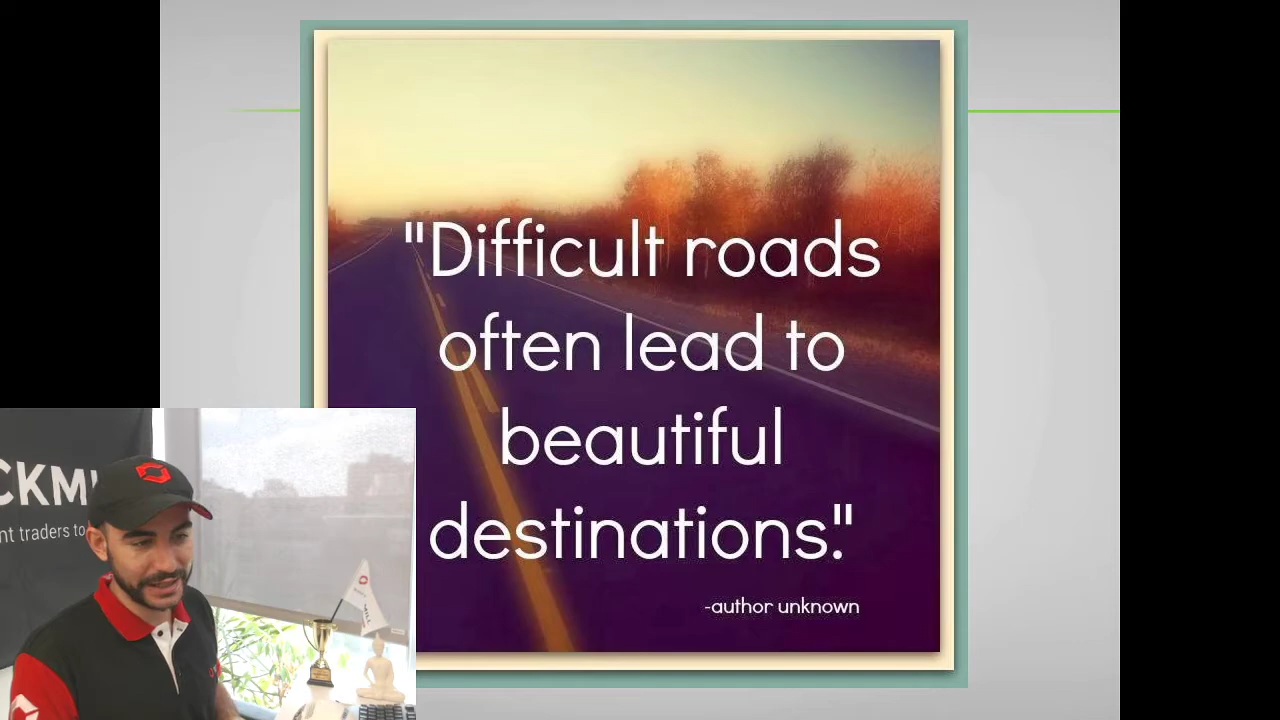 "Difficult roads
often lead to
beautiful
destinations."
-author unknown
CKM
nt traders to